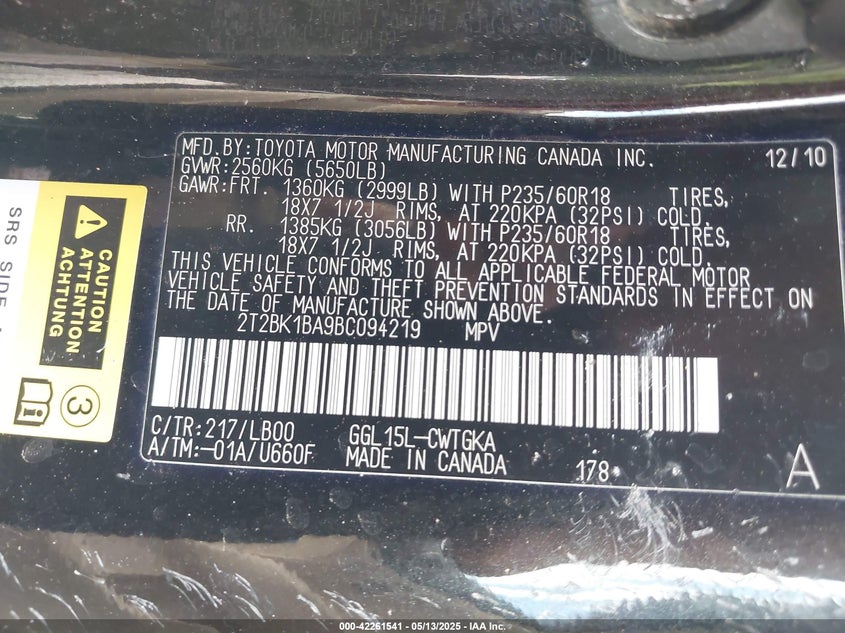 MFD.BY:TOYOTA MOTOR MANUFACTURING CANADA INC. 12/10
GVWR:2560KG (5650LB)
GAWR:FRT. 1360KG (2999LB) WITH P235/60R18 TIRES,
18X7 1/2J RIMS, AT 220KPA (32PSI) COLD.
RR. 1385KG (3056LB) WITH P235/60R18 TIRES,
18X7 1/2J RIMS, AT 220KPA (32PSI) COLD.
THIS VEHICLE CONFORMS TO ALL APPLICABLE FEDERAL MOTOR
VEHICLE SAFETY AND THEFT PREVENTION STANDARDS IN EFFECT ON
THE DATE OF MANUFACTURE SHOWN ABOVE.
2T2BK1BA9BC094219 MPV
C/TR:217/LB00 GGL15L-CWTGKA
A/TM:-01A/U660F MADE IN CANADA 178 A
CAUTION
ATTENTION
ACHTUNG
3
SRS SIDE
000-42261541 - 05/13/2025 - IAA Inc.